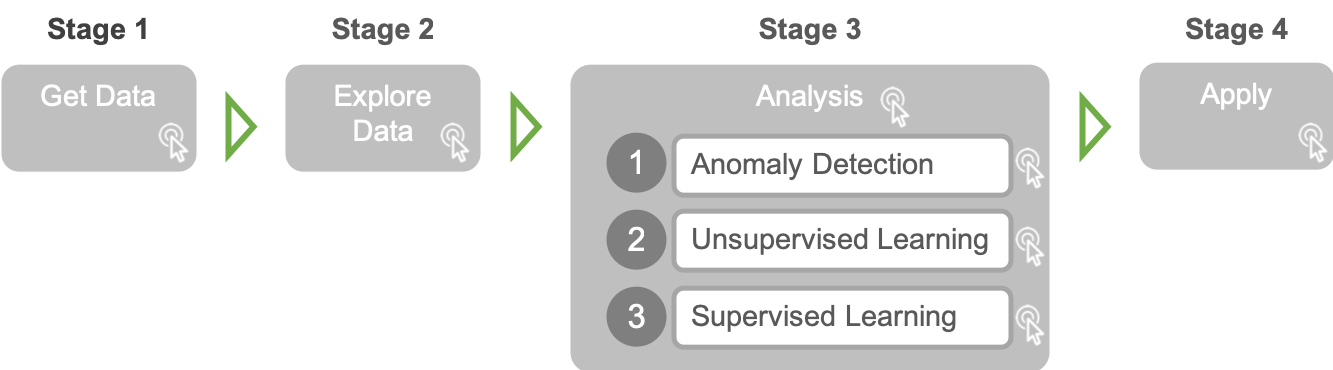 Stage 1
Stage 2
Stage 3
Stage 4
Get Data
Explore
Data
Analysis
1
Anomaly Detection
2
Unsupervised Learning
3
Supervised Learning
Apply